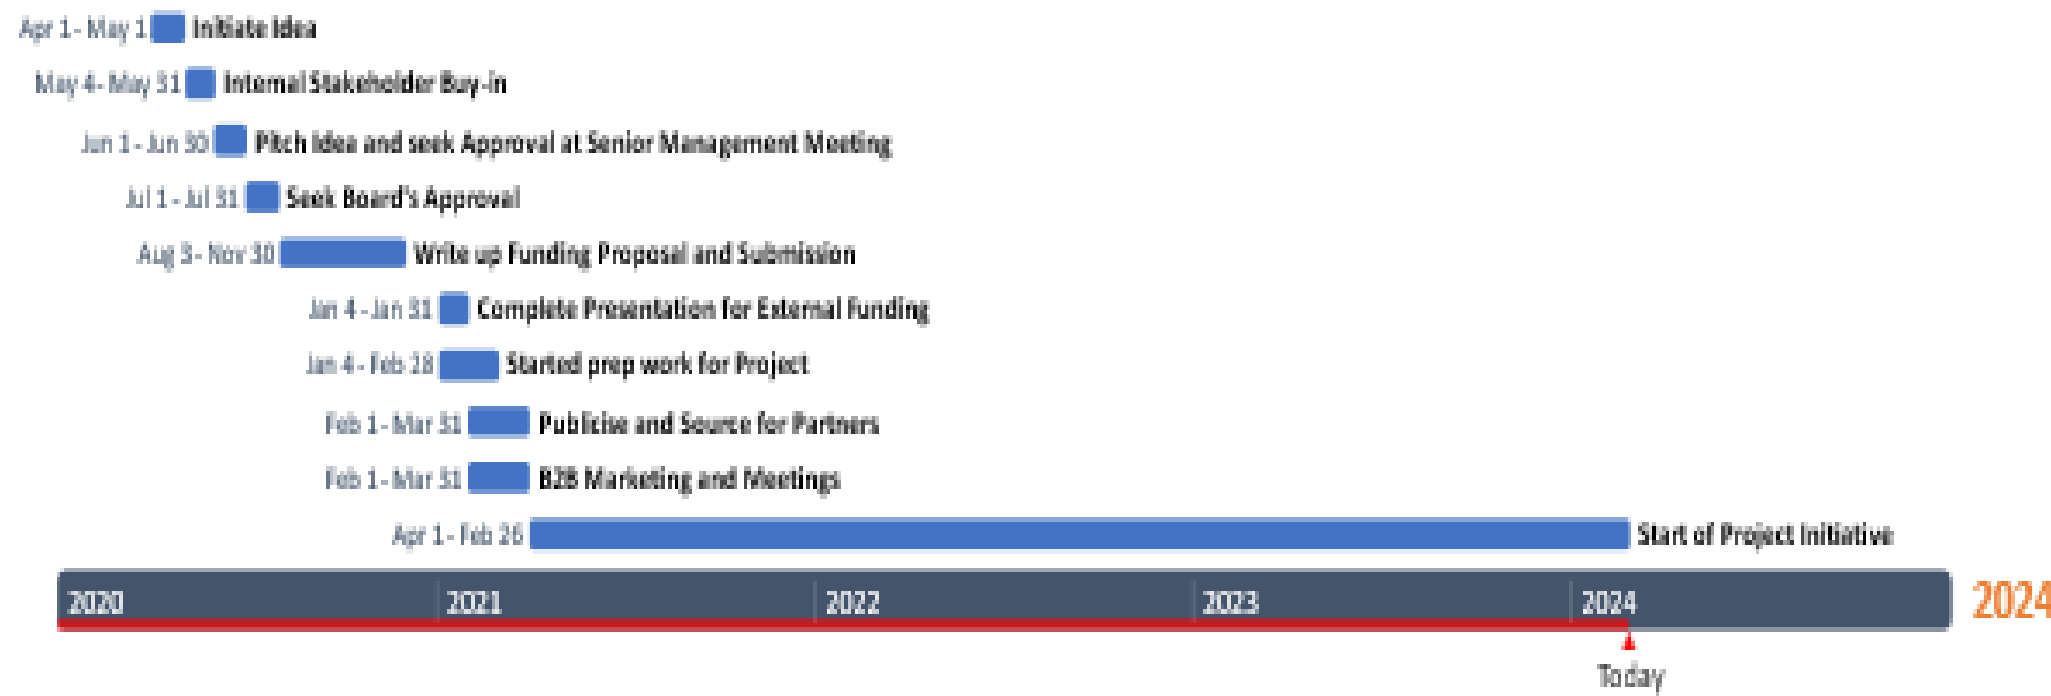 Apr 1 - May 1 Initiate Idea
May 4 - May 31 Internal Stakeholder Buy-in
Jun 1 - Jun 30 Pitch Idea and seek Approval at Senior Management Meeting
Jul 1 - Jul 31 Seek Board's Approval
Aug 3 - Nov 30 Write up Funding Proposal and Submission
Jan 4 - Jan 31 Complete Presentation for External Funding
Jan 4 - Feb 28 Started prep work for Project
Feb 1 - Mar 31 Publicise and Source for Partners
Feb 1 - Mar 31 B2B Marketing and Meetings
Apr 1 - Feb 26 Start of Project Initiative
2020 2021 2022 2023 2024 2024
Today